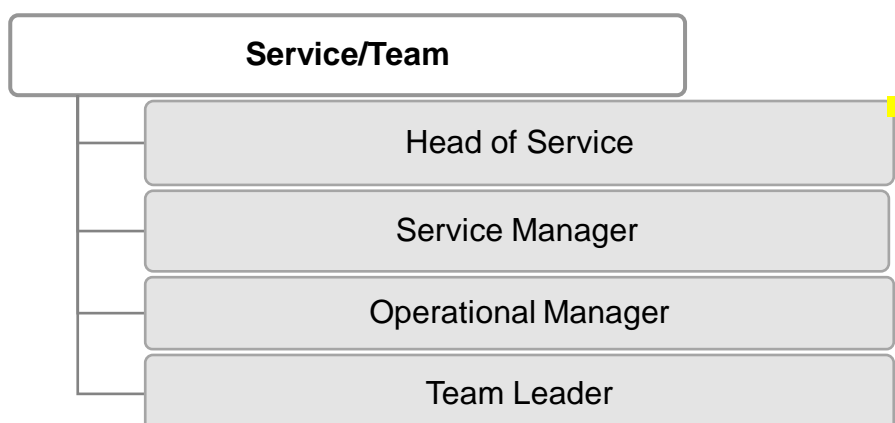 Service/Team
Head of Service
Service Manager
Operational Manager
Team Leader